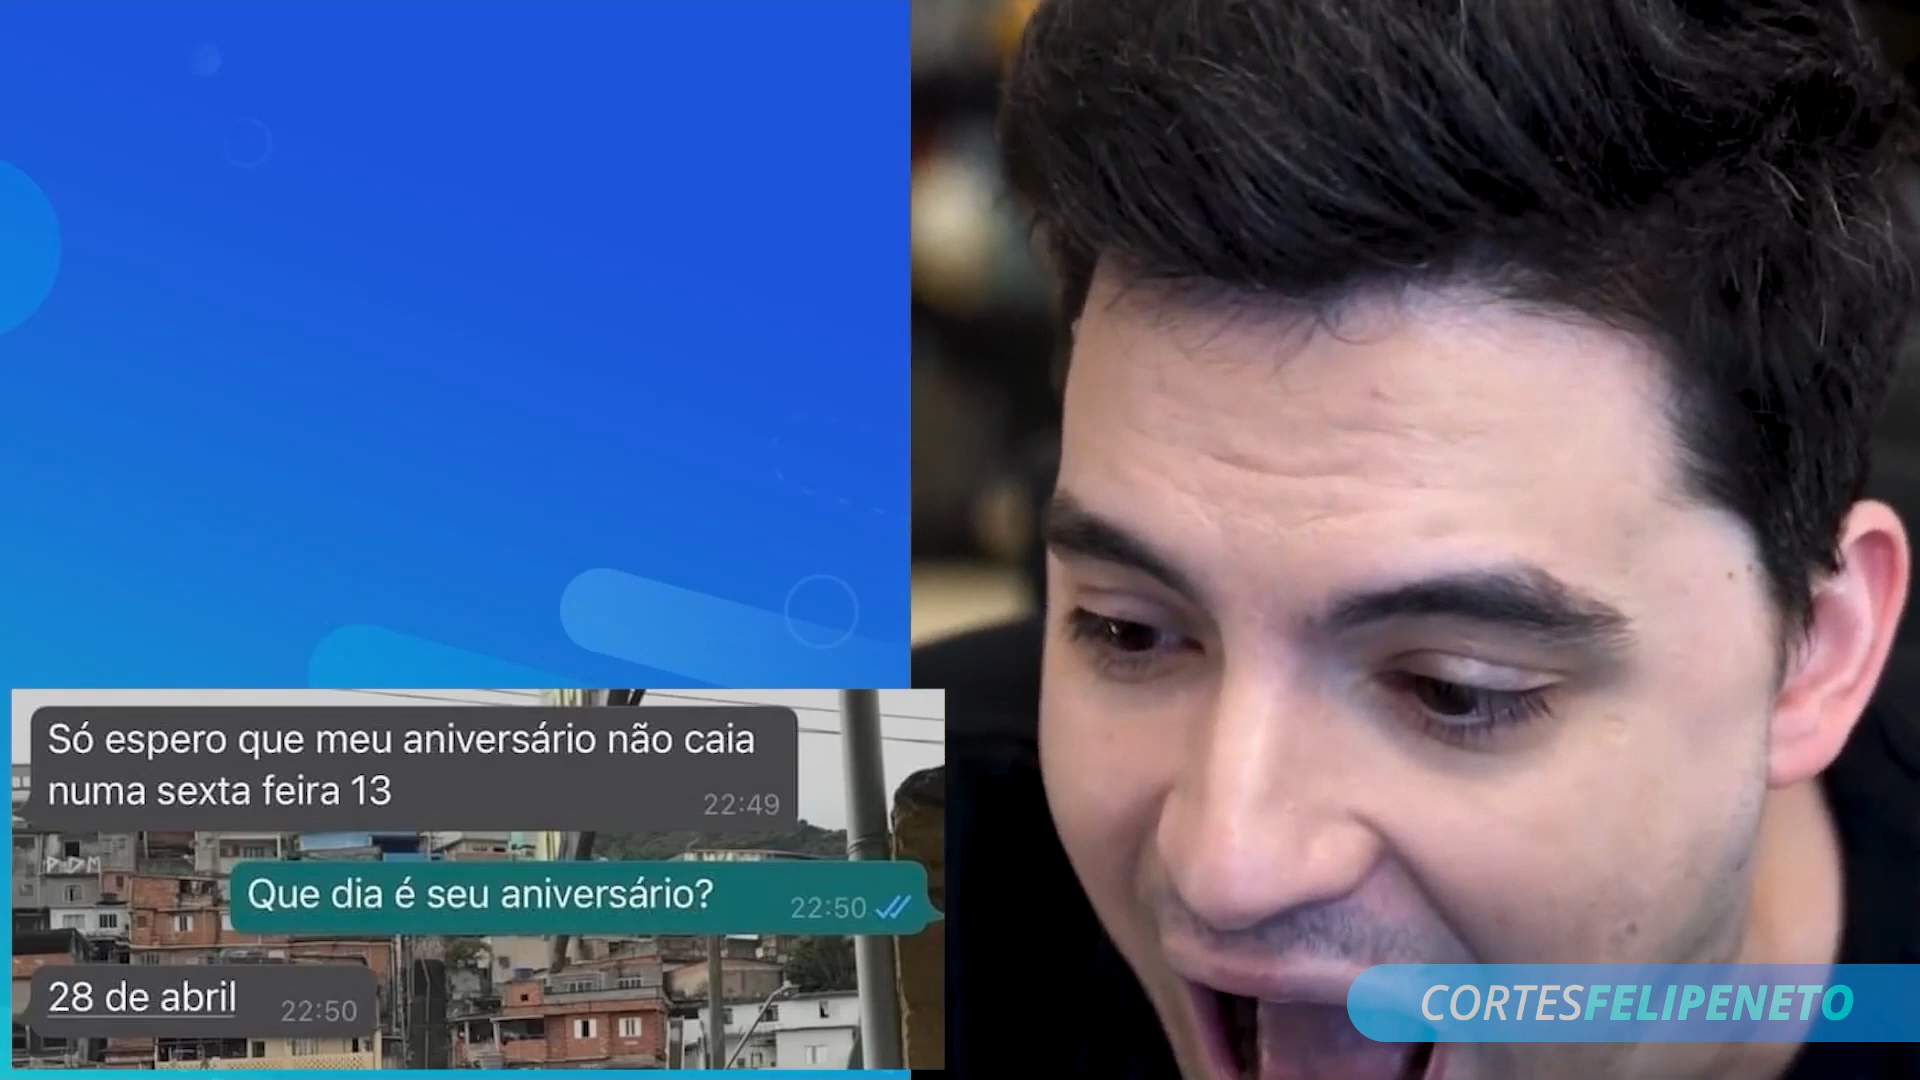 Só espero que meu aniversário não caia
numa sexta feira 13
22:49
Que dia é seu aniversário?
22:50
28 de abril
22:50
CORTESFELIPENETO